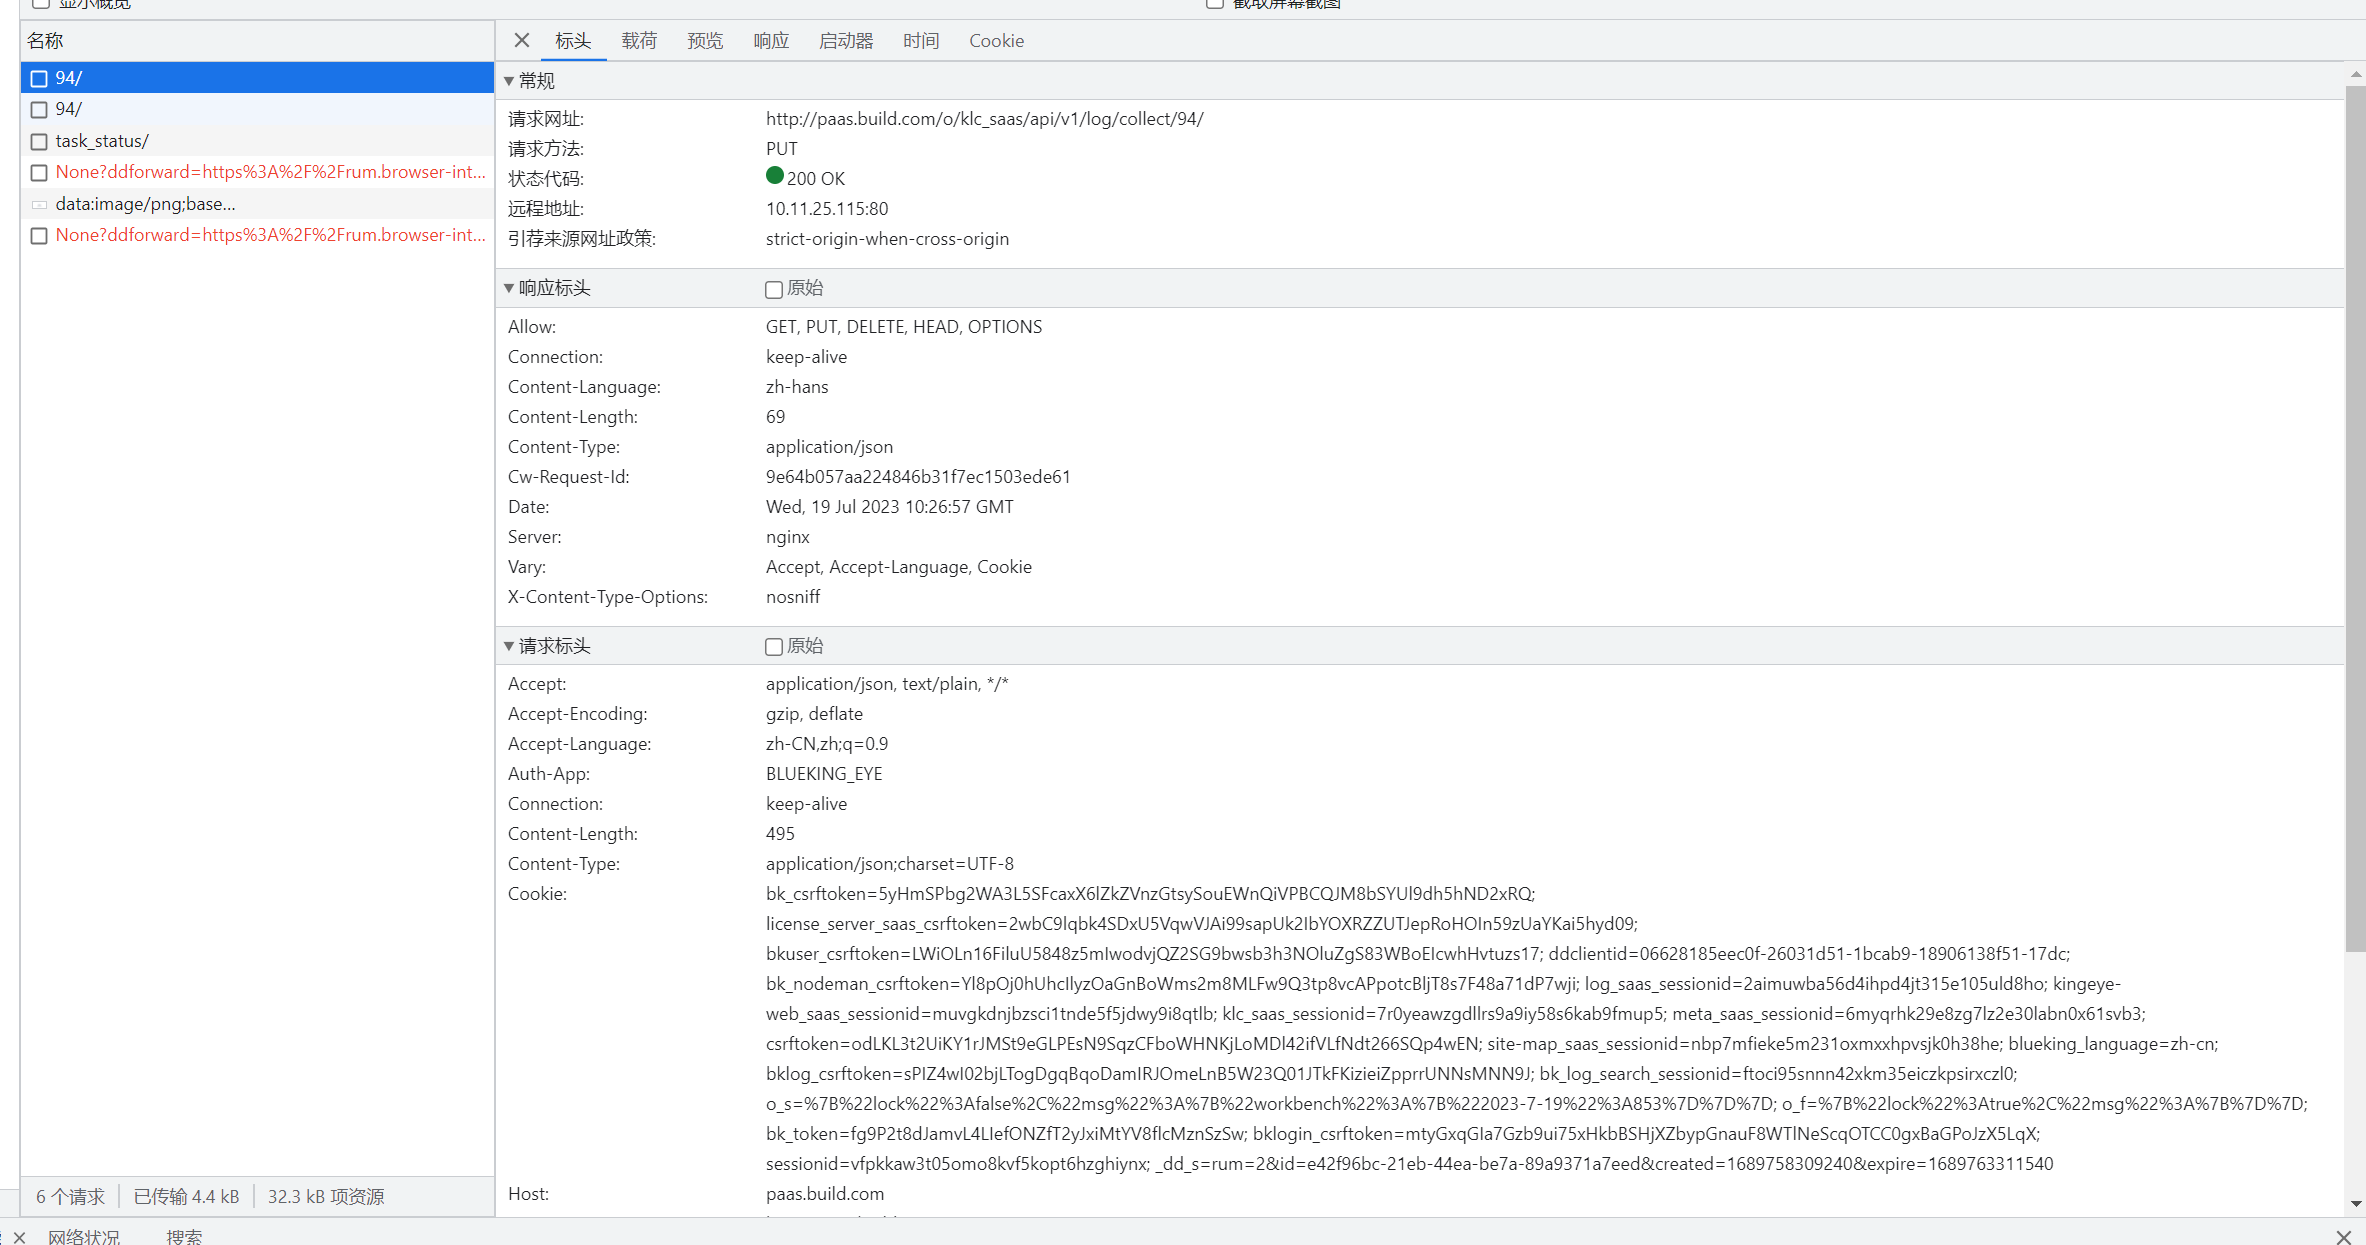 显示概览
截取屏幕截图
名称
标头 载荷 预览 响应 启动器 时间 Cookie
94/
94/
task_status/
None?ddforward=https%3A%2F%2Frum.browser-int...
data:image/png;base...
None?ddforward=https%3A%2F%2Frum.browser-int...
常规
请求网址: http://paas.build.com/o/klc_saas/api/v1/log/collect/94/
请求方法: PUT
状态代码: 200 OK
远程地址: 10.11.25.115:80
引荐来源网址政策: strict-origin-when-cross-origin
响应标头 原始
Allow: GET, PUT, DELETE, HEAD, OPTIONS
Connection: keep-alive
Content-Language: zh-hans
Content-Length: 69
Content-Type: application/json
Cw-Request-Id: 9e64b057aa224846b31f7ec1503ede61
Date: Wed, 19 Jul 2023 10:26:57 GMT
Server: nginx
Vary: Accept, Accept-Language, Cookie
X-Content-Type-Options: nosniff
请求标头 原始
Accept: application/json, text/plain, */*
Accept-Encoding: gzip, deflate
Accept-Language: zh-CN,zh;q=0.9
Auth-App: BLUEKING_EYE
Connection: keep-alive
Content-Length: 495
Content-Type: application/json;charset=UTF-8
Cookie: bk_csrftoken=5yHmSPbg2WA3L5SFcaxX6lZkZVnzGtsySouEWnQiVPBCQJM8bSYUl9dh5hND2xRQ;
license_server_saas_csrftoken=2wbC9lqbk4SDxU5VqwVJAi99sapUk2IbYOXRZZUTJepRoHOIn59zUaYKai5hyd09;
bkuser_csrftoken=LWiOLn16FiluU5848z5mIwodvjQZ2SG9bwsb3h3NOluZgS83WBoEIcwhHvtuzs17; ddclientid=06628185eec0f-26031d51-1bcab9-18906138f51-17dc;
bk_nodeman_csrftoken=Yl8pOj0hUhcIlyzOaGnBoWms2m8MLFw9Q3tp8vcAPpotcBljT8s7F48a71dP7wji; log_saas_sessionid=2aimuwba56d4ihpd4jt315e105uld8ho; kingeye-
web_saas_sessionid=muvgkdnjbzsci1tnde5f5jdwy9i8qtlb; klc_saas_sessionid=7r0yeawzgdllrs9a9iy58s6kab9fmup5; meta_saas_sessionid=6myqrhk29e8zg7lz2e30labn0x61svb3;
csrftoken=odLKL3t2UiKY1rJMSt9eGLPEsN9SqzCFboWHNKjLoMDl42ifVLfNdt266SQp4wEN; site-map_saas_sessionid=nbp7mfieke5m231oxmxxhpvsjk0h38he; blueking_language=zh-cn;
bklog_csrftoken=sPIZ4wI02bjLTogDgqBqoDamIRJOmeLnB5W23Q01JTkFKizieiZpprrUNNsMNN9J; bk_log_search_sessionid=ftoci95snnn42xkm35eiczkpsirxczl0;
o_s=%7B%22lock%22%3Afalse%2C%22msg%22%3A%7B%22workbench%22%3A%7B%222023-7-19%22%3A853%7D%7D%7D; o_f=%7B%22lock%22%3Atrue%2C%22msg%22%3A%7B%7D%7D;
bk_token=fg9P2t8dJamvL4LIefONZfT2yJxiMtYV8flcMznSzSw; bklogin_csrftoken=mtyGxqGIa7Gzb9ui75xHkbBSHjXZbypGnauF8WTlNeScqOTCC0gxBaGPoJzX5LqX;
sessionid=vfpkkaw3t05omo8kvf5kopt6hzghiynx; _dd_s=rum=2&id=e42f96bc-21eb-44ea-be7a-89a9371a7eed&created=1689758309240&expire=1689763311540
Host: paas.build.com
6 个请求 已传输 4.4 kB 32.3 kB 项资源
网络状况 搜索